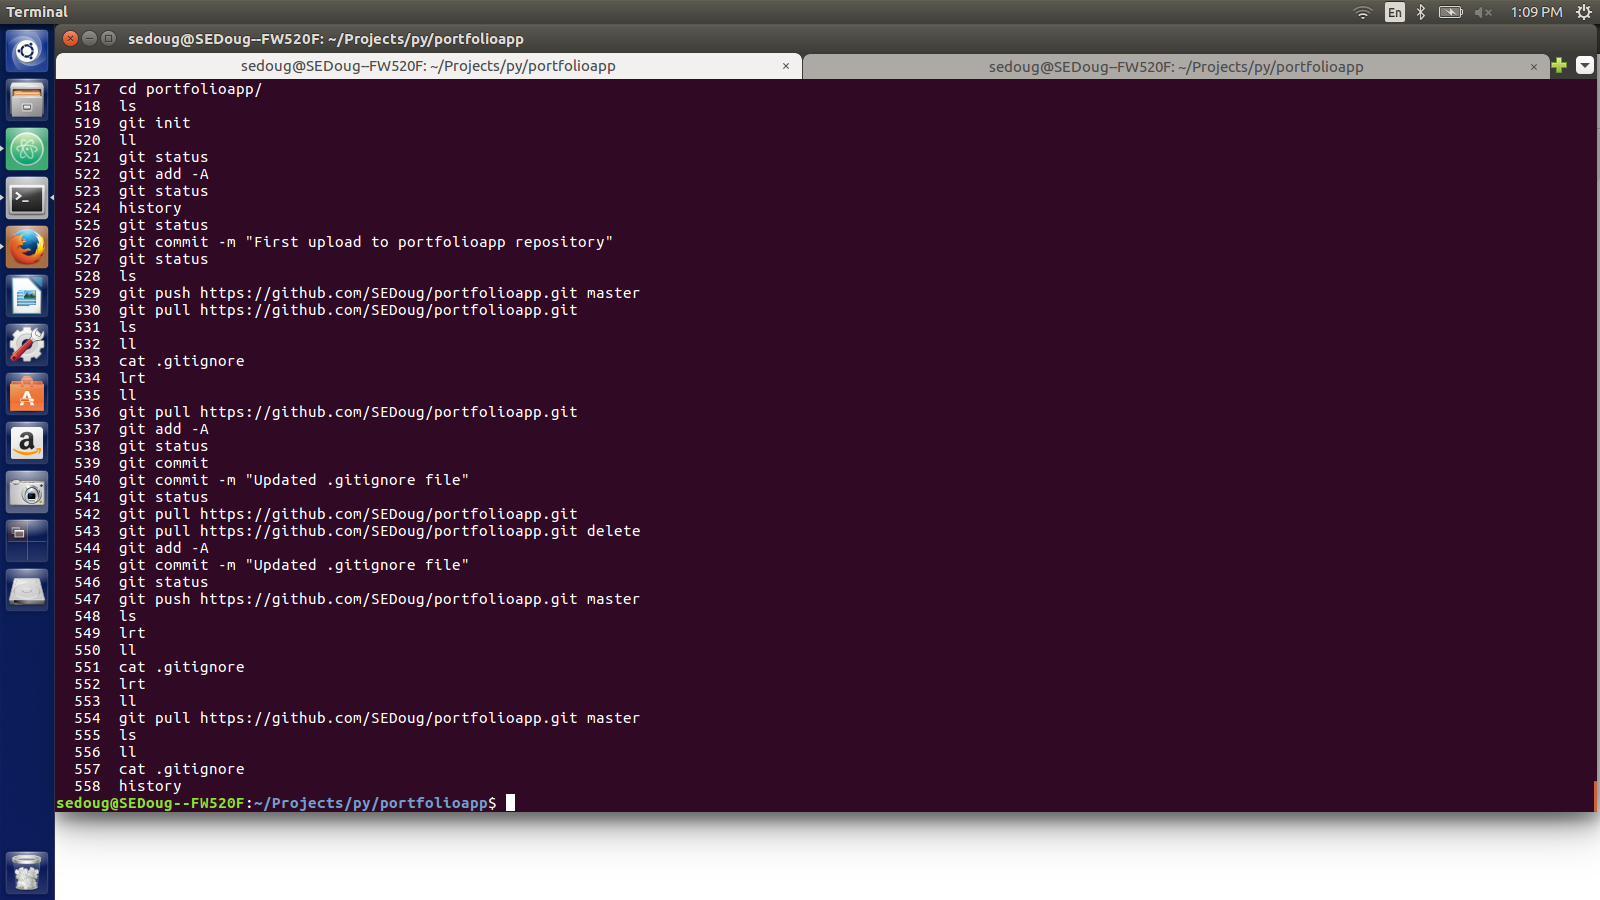 Terminal
En
1:09 PM
sedoug@SEDoug--FW520F: ~/Projects/py/portfolioapp
sedoug@SEDoug--FW520F: ~/Projects/py/portfolioapp ×
sedoug@SEDoug--FW520F: ~/Projects/py/portfolioapp ×
517 cd portfolioapp/
518 ls
519 git init
520 ll
521 git status
522 git add -A
523 git status
524 history
525 git status
526 git commit -m "First upload to portfolioapp repository"
527 git status
528 ls
529 git push https://github.com/SEDoug/portfolioapp.git master
530 git pull https://github.com/SEDoug/portfolioapp.git
531 ls
532 ll
533 cat .gitignore
534 lrt
535 ll
536 git pull https://github.com/SEDoug/portfolioapp.git
537 git add -A
538 git status
539 git commit
540 git commit -m "Updated .gitignore file"
541 git status
542 git pull https://github.com/SEDoug/portfolioapp.git
543 git pull https://github.com/SEDoug/portfolioapp.git delete
544 git add -A
545 git commit -m "Updated .gitignore file"
546 git status
547 git push https://github.com/SEDoug/portfolioapp.git master
548 ls
549 lrt
550 ll
551 cat .gitignore
552 lrt
553 ll
554 git pull https://github.com/SEDoug/portfolioapp.git master
555 ls
556 ll
557 cat .gitignore
558 history
sedoug@SEDoug--FW520F:~/Projects/py/portfolioapp$